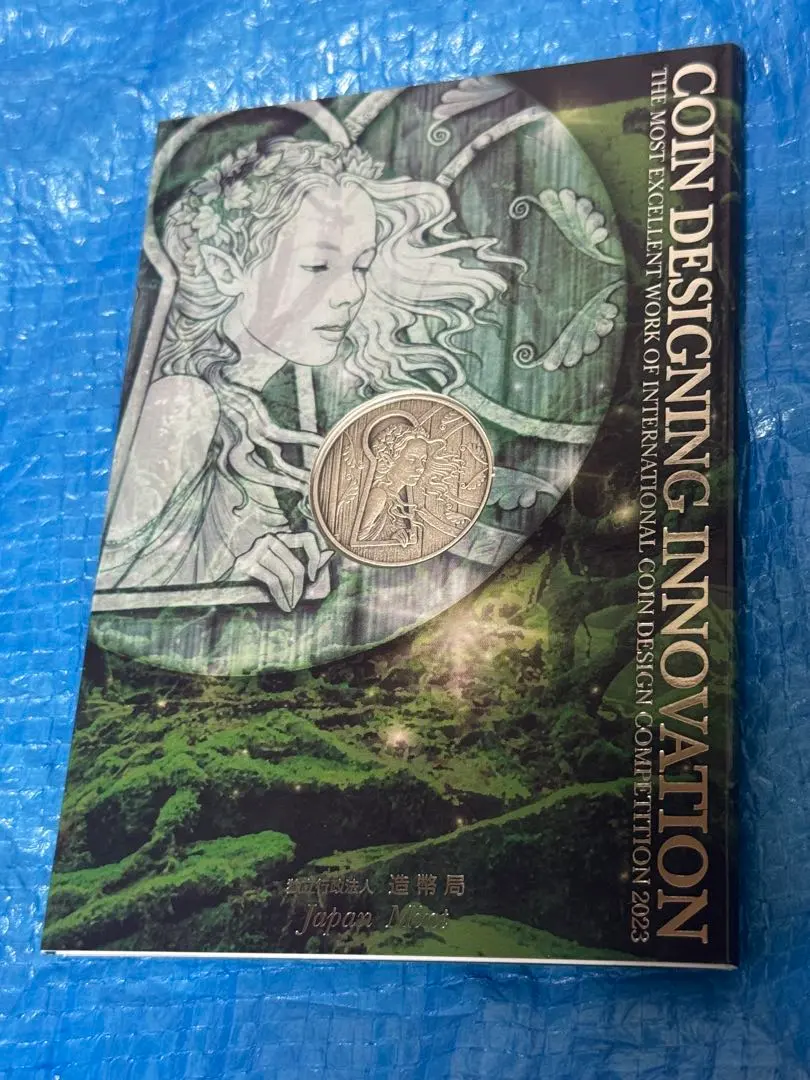 COIN DESIGNING INNOVATION
THE MOST EXCELLENT WORK OF INTERNATIONAL COIN DESIGN COMPETITION 2023
独立行政法人 造幣局
Japan Mint